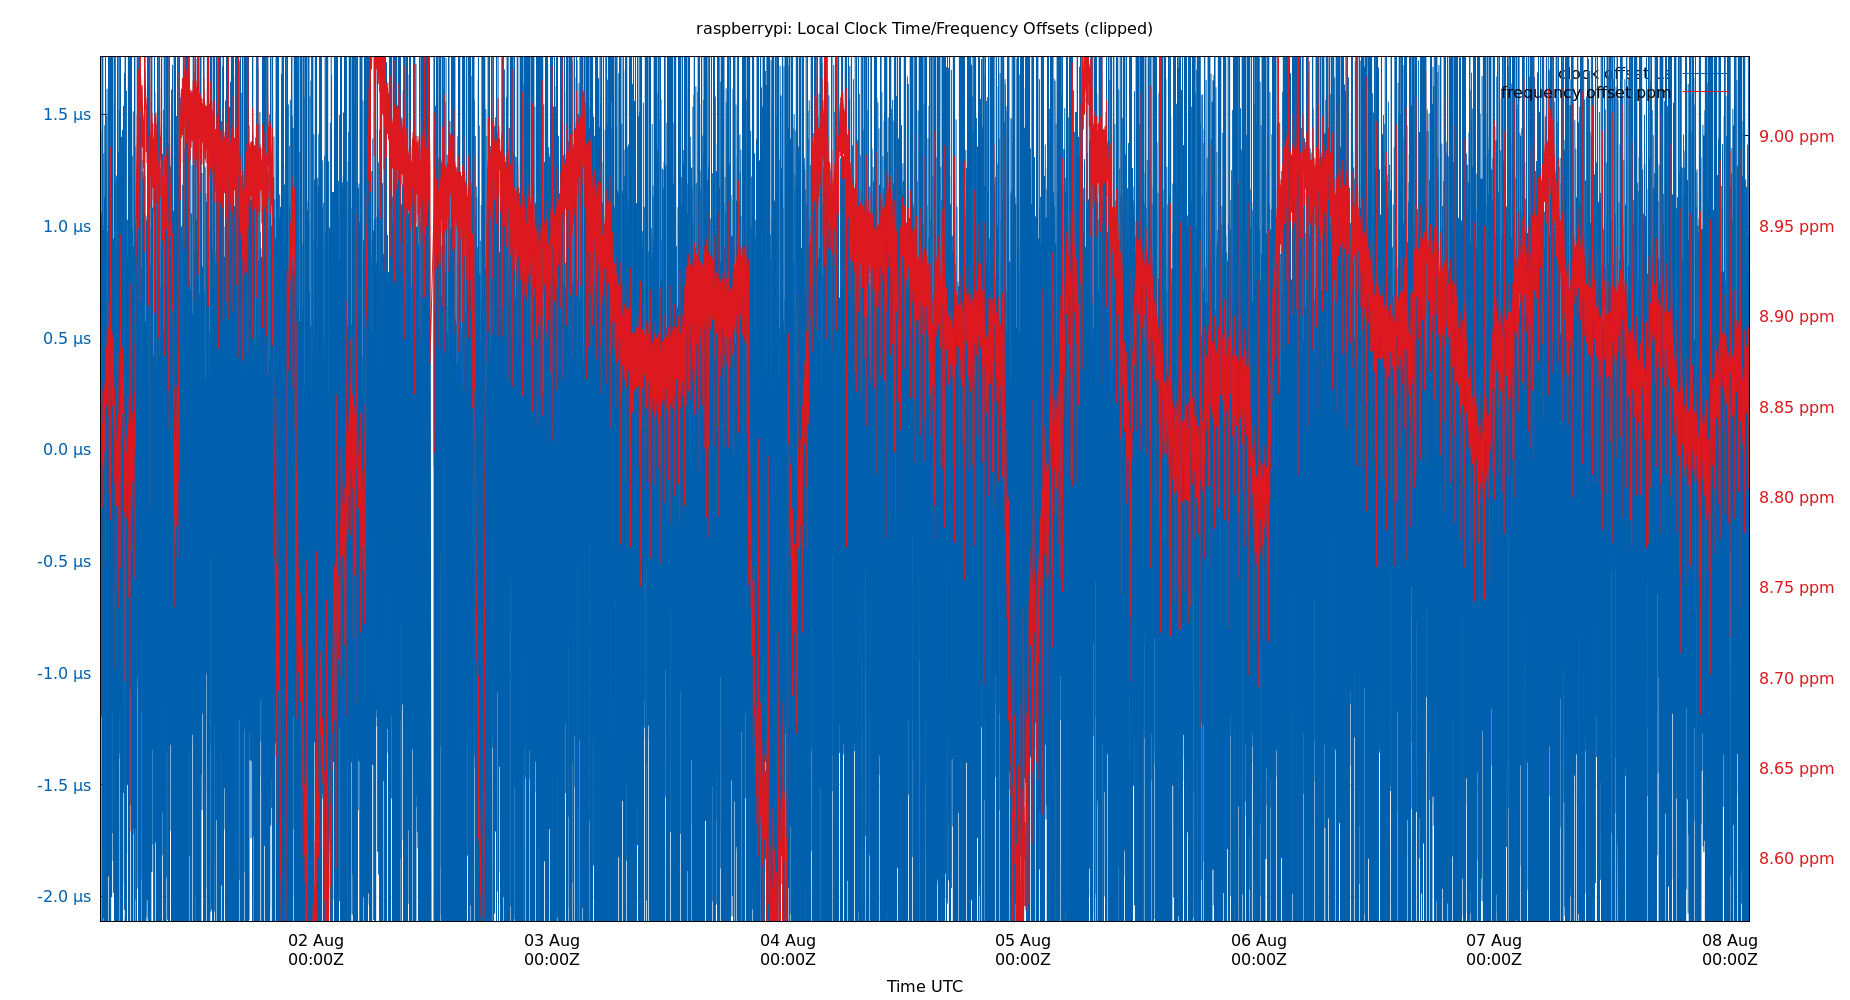 raspberrypi: Local Clock Time/Frequency Offsets (clipped)
clock offset
frequency offset ppm
1.5 µs
1.0 µs
0.5 µs
0.0 µs
-0.5 µs
-1.0 µs
-1.5 µs
-2.0 µs
9.00 ppm
8.95 ppm
8.90 ppm
8.85 ppm
8.80 ppm
8.75 ppm
8.70 ppm
8.65 ppm
8.60 ppm
02 Aug 03 Aug 04 Aug 05 Aug 06 Aug 07 Aug 08 Aug
00:00Z 00:00Z 00:00Z 00:00Z 00:00Z 00:00Z 00:00Z
Time UTC